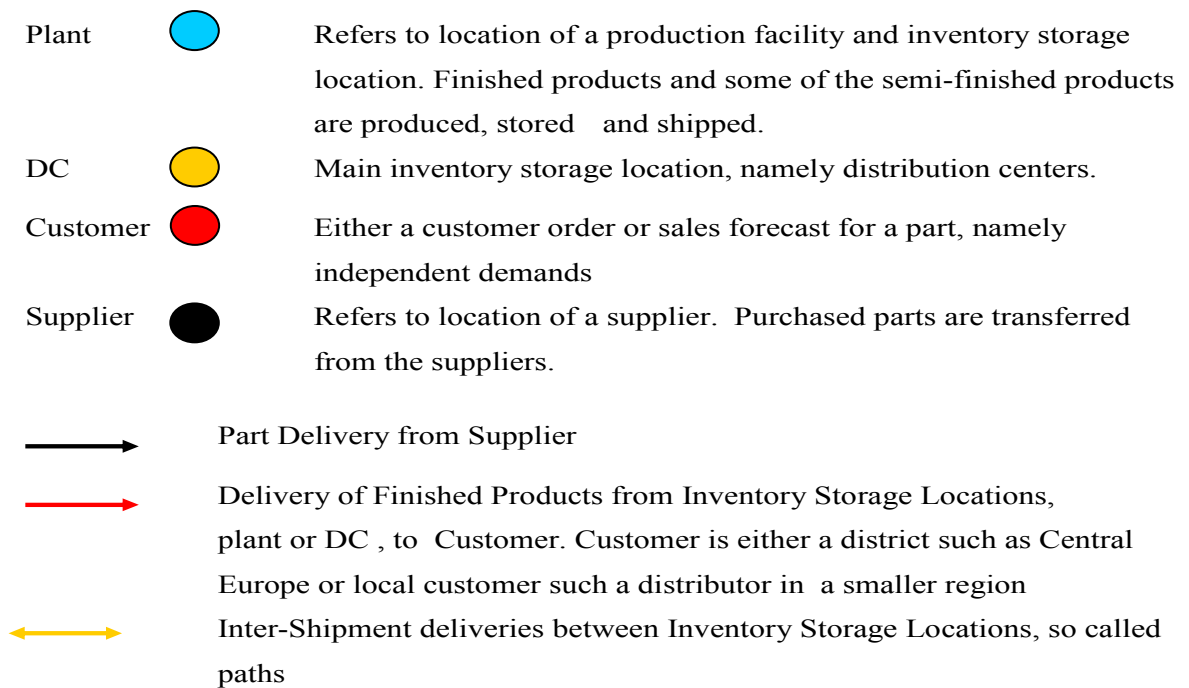 Plant Refers to location of a production facility and inventory storage
location. Finished products and some of the semi-finished products
are produced, stored and shipped.
DC Main inventory storage location, namely distribution centers.
Customer Either a customer order or sales forecast for a part, namely
independent demands
Supplier Refers to location of a supplier. Purchased parts are transferred
from the suppliers.
Part Delivery from Supplier
Delivery of Finished Products from Inventory Storage Locations,
plant or DC , to Customer. Customer is either a district such as Central
Europe or local customer such a distributor in a smaller region
Inter-Shipment deliveries between Inventory Storage Locations, so called
paths